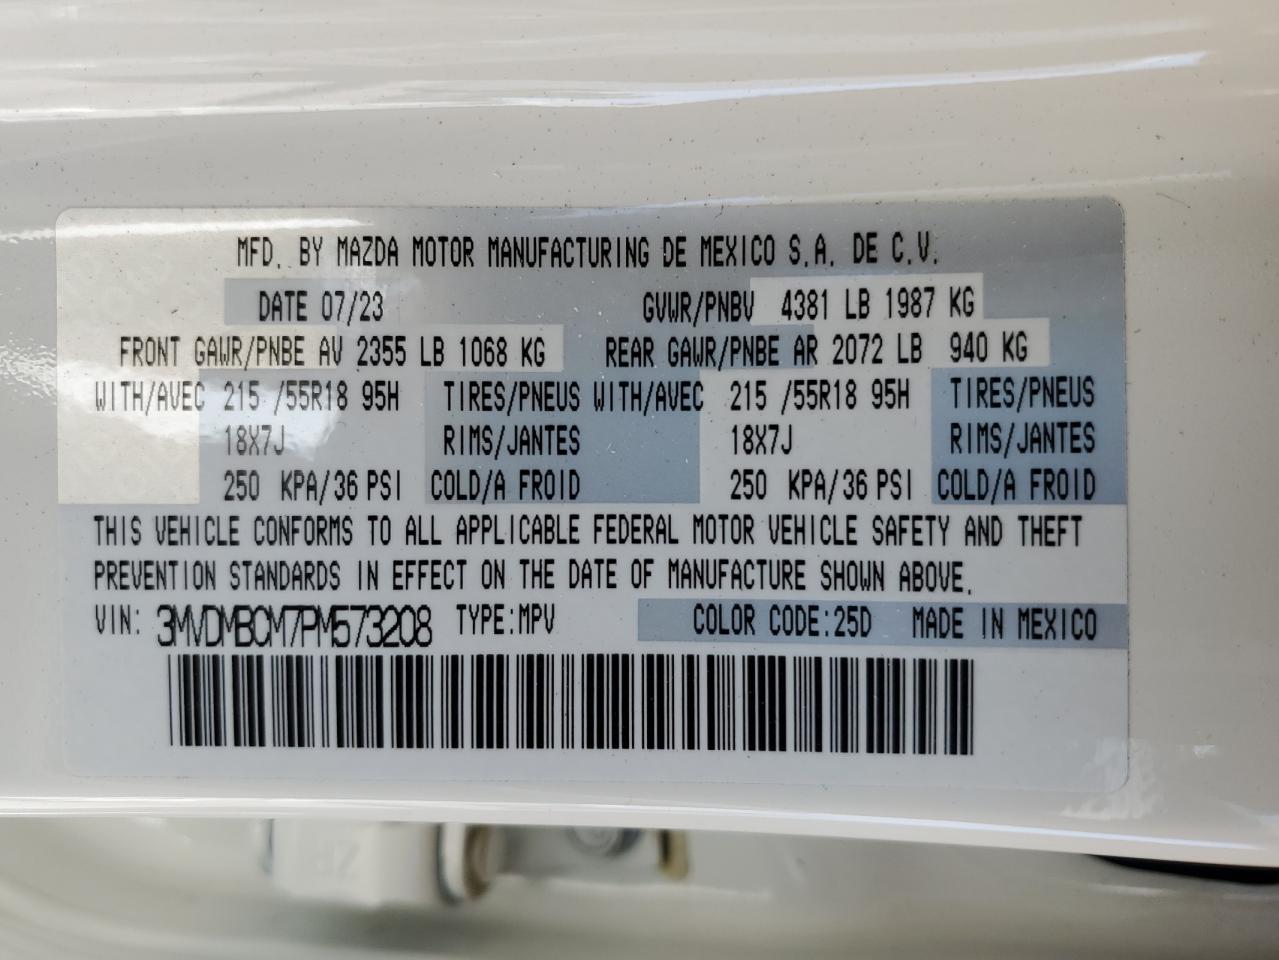 MFD. BY MAZDA MOTOR MANUFACTURING DE MEXICO S.A. DE C.V.
DATE 07/23 GVWR/PNBV 4381 LB 1987 KG
FRONT GAWR/PNBE AV 2355 LB 1068 KG REAR GAWR/PNBE AR 2072 LB 940 KG
WITH/AVEC 215 /55R18 95H TIRES/PNEUS WITH/AVEC 215 /55R18 95H TIRES/PNEUS
18X7J RIMS/JANTES 18X7J RIMS/JANTES
250 KPA/36 PSI COLD/A FROID 250 KPA/36 PSI COLD/A FROID
THIS VEHICLE CONFORMS TO ALL APPLICABLE FEDERAL MOTOR VEHICLE SAFETY AND THEFT
PREVENTION STANDARDS IN EFFECT ON THE DATE OF MANUFACTURE SHOWN ABOVE.
VIN: 3MVDMBCM7PM573208 TYPE:MPV COLOR CODE:25D MADE IN MEXICO